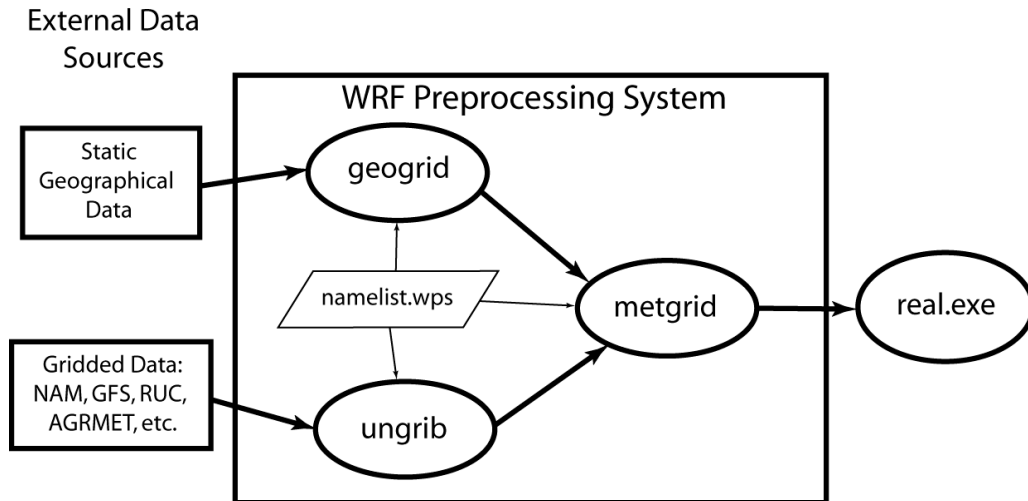 External Data
Sources
WRF Preprocessing System
Static
Geographical
Data
geogrid
namelist.wps
metgrid
real.exe
Gridded Data:
NAM, GFS, RUC,
AGRMET, etc.
ungrib